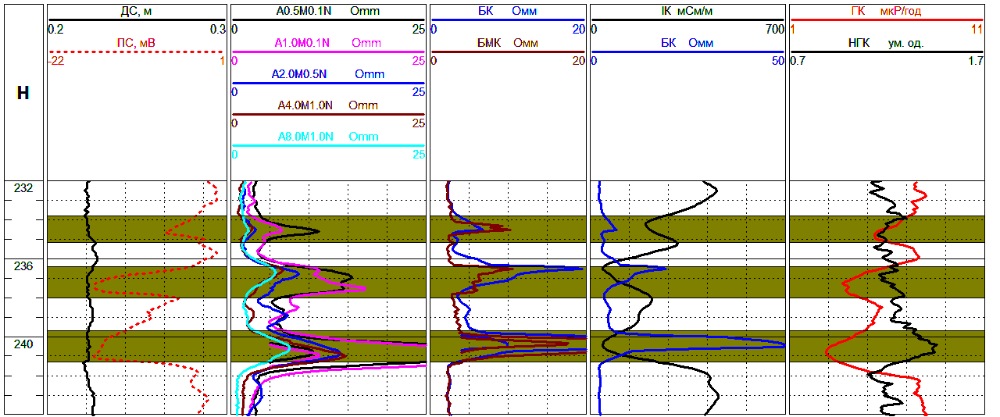 H
ДС, м
0.2 0.3
ПС, мВ
-22 1
A0.5M0.1N Omm
0 25
A1.0M0.1N Omm
0 25
A2.0M0.5N Omm
0 25
A4.0M1.0N Omm
0 25
A8.0M1.0N Omm
0 25
БК Омм
0 20
БМК Омм
0 20
IК мСм/м
0 700
БК Омм
0 50
ГК мкР/год
1 11
НГК ум. од.
0.7 1.7
232
236
240